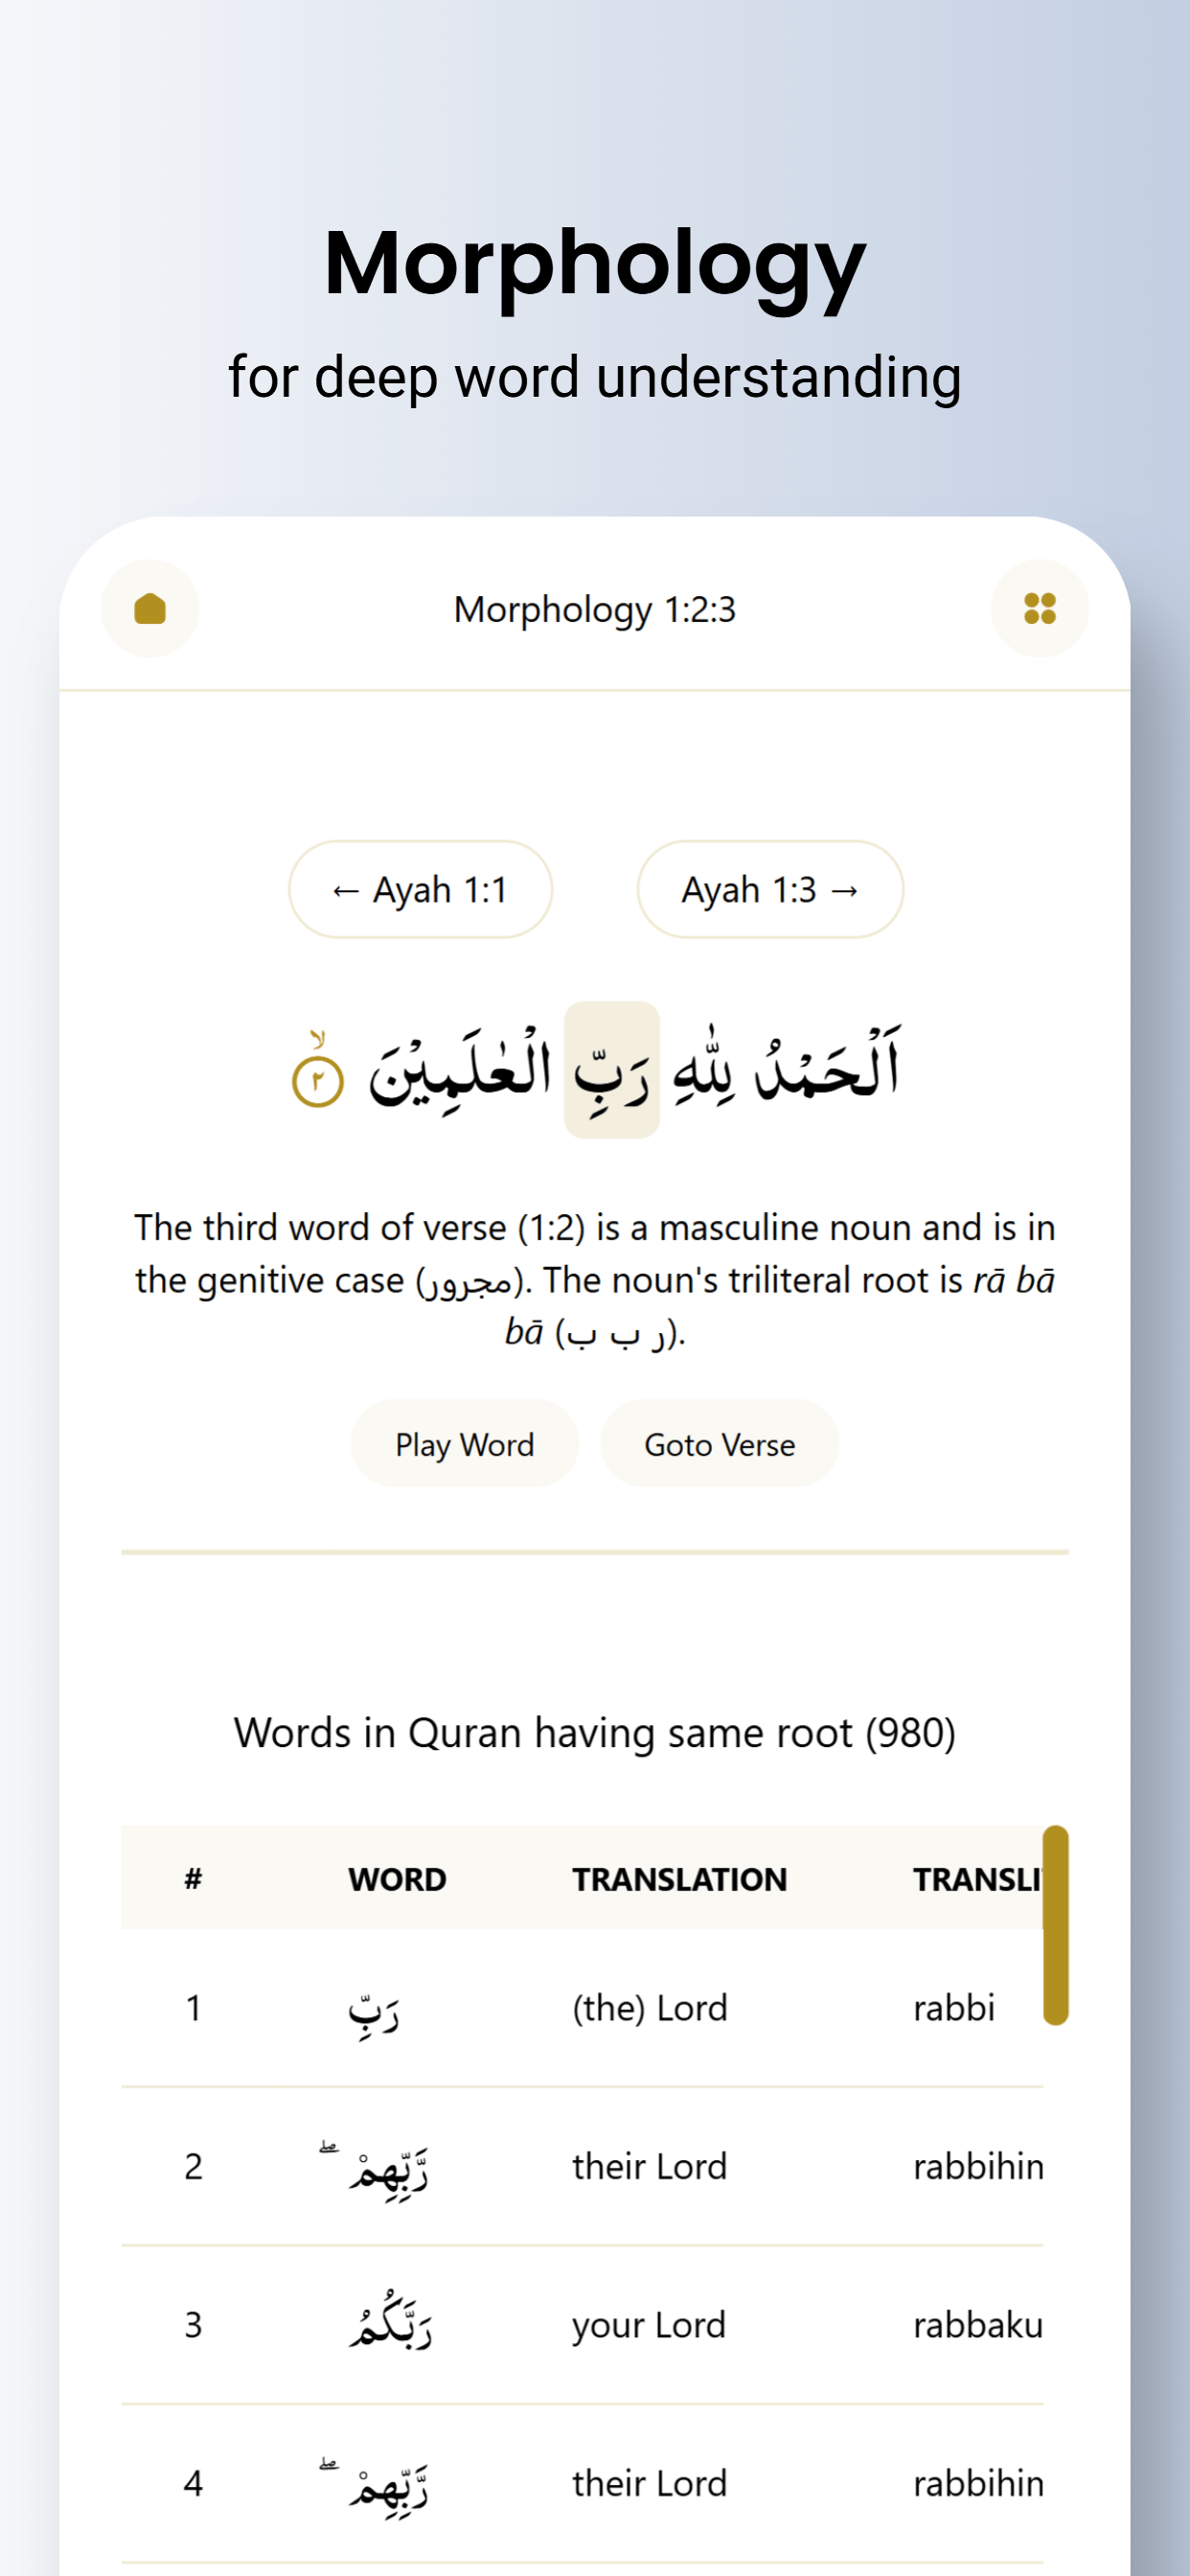 Morphology
for deep word understanding
Morphology 1:2:3
← Ayah 1:1
Ayah 1:3 →
اَلْحَمْدُ لِلّٰهِ رَبِّ الْعٰلَمِيْنَ ۙ ٢
The third word of verse (1:2) is a masculine noun and is in
the genitive case (مجرور). The noun's triliteral root is rā bā
bā (ر ب ب).
Play Word
Goto Verse
Words in Quran having same root (980)
# WORD TRANSLATION TRANSLI
1 رَبِّ (the) Lord rabbi
2 رَّبِّهِمْ ۖ their Lord rabbihin
3 رَبَّكُمُ your Lord rabbaku
4 رَّبِّهِمْ ۖ their Lord rabbihin